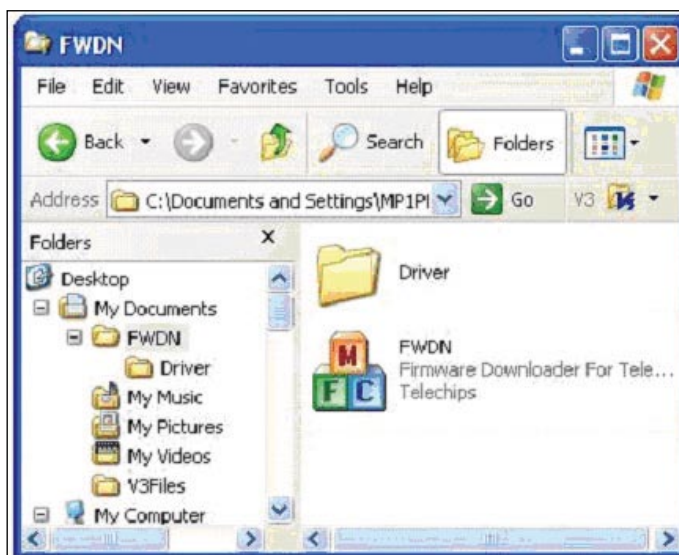 FWDN
File Edit View Favorites Tools Help
Back Search Folders
Address C:\Documents and Settings\MP1Pl Go V3
Folders X
Desktop
My Documents
FWDN
Driver
My Music
My Pictures
My Videos
V3Files
My Computer
Driver
FWDN
Firmware Downloader For Tele...
Telechips
M
F C